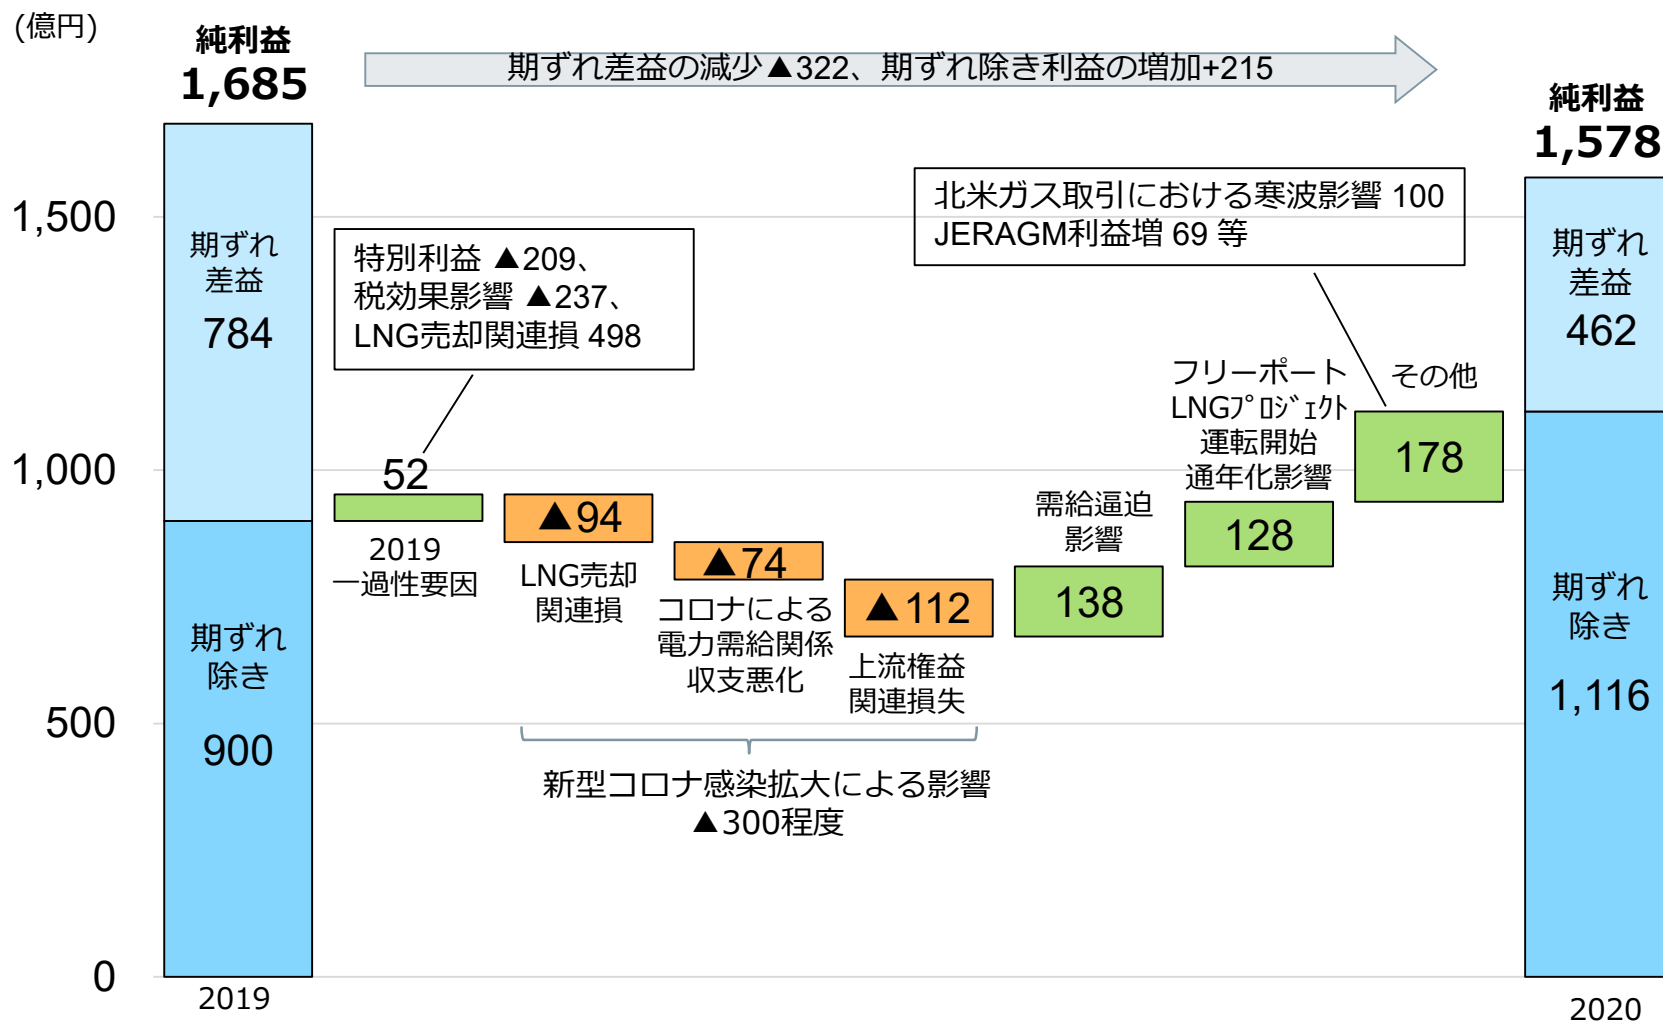 (億円)
純利益
1,685
期ずれ差益の減少▲322、期ずれ除き利益の増加+215
純利益
1,578
1,500
1,000
500
0
期ずれ
差益
784
期ずれ
除き
900
2019
特別利益 ▲209、
税効果影響 ▲237、
LNG売却関連損 498
52
2019
一過性要因
▲94
LNG売却
関連損
▲74
コロナによる
電力需給関係
収支悪化
▲112
上流権益
関連損失
新型コロナ感染拡大による影響
▲300程度
需給逼迫
影響
138
フリーポート
LNGﾌﾟﾛｼﾞｪｸﾄ
運転開始
通年化影響
128
北米ガス取引における寒波影響 100
JERAGM利益増 69 等
その他
178
期ずれ
差益
462
期ずれ
除き
1,116
2020